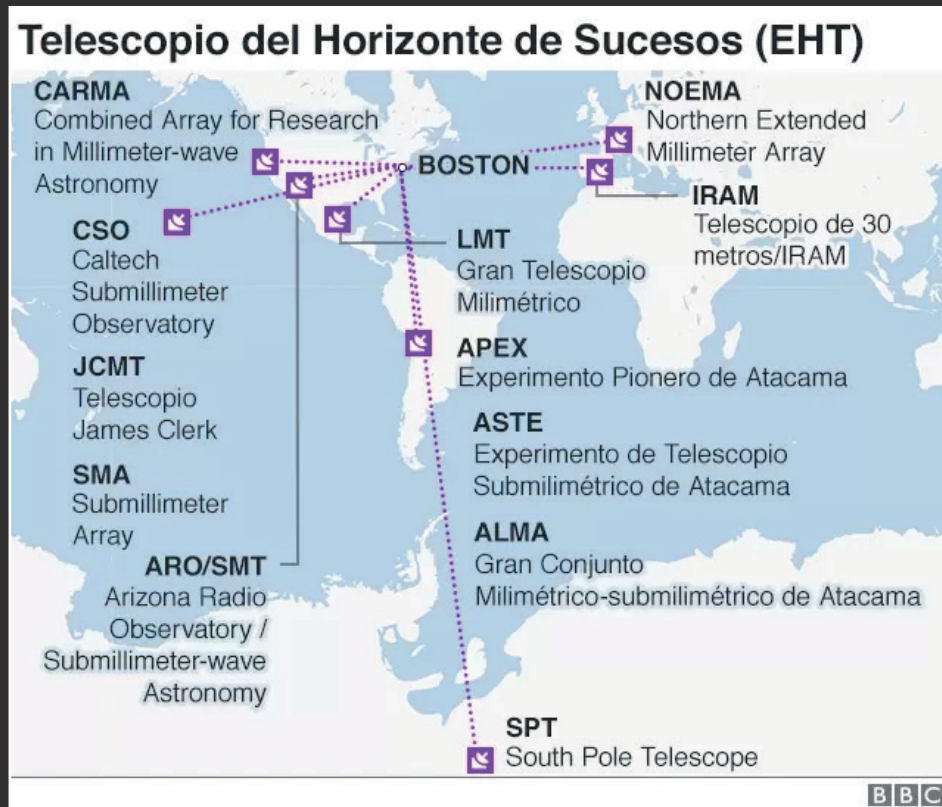 Telescopio del Horizonte de Sucesos (EHT)
CARMA
Combined Array for Research
in Millimeter-wave
Astronomy
CSO
Caltech
Submillimeter
Observatory
JCMT
Telescopio
James Clerk
SMA
Submillimeter
Array
ARO/SMT
Arizona Radio
Observatory /
Submillimeter-wave
Astronomy
BOSTON
NOEMA
Northern Extended
Millimeter Array
IRAM
Telescopio de 30
metros/IRAM
LMT
Gran Telescopio
Milimétrico
APEX
Experimento Pionero de Atacama
ASTE
Experimento de Telescopio
Submilimétrico de Atacama
ALMA
Gran Conjunto
Milimétrico-submilimétrico de Atacama
SPT
South Pole Telescope
BBC